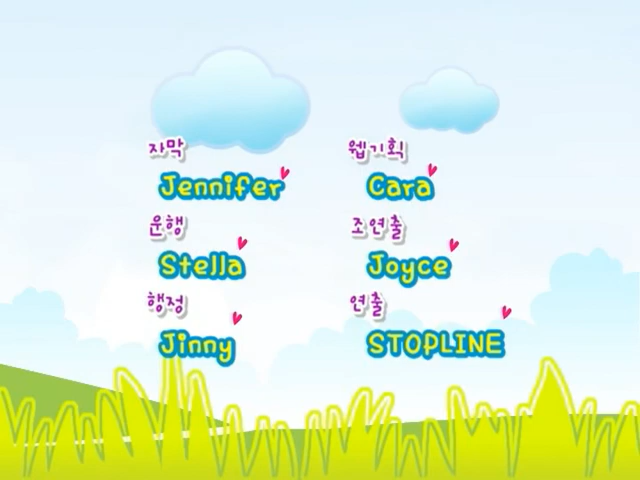 자막
Jennifer
운행
Stella
행정
Jinny
웹기획
Cara
조연출
Joyce
연출
STOPLINE